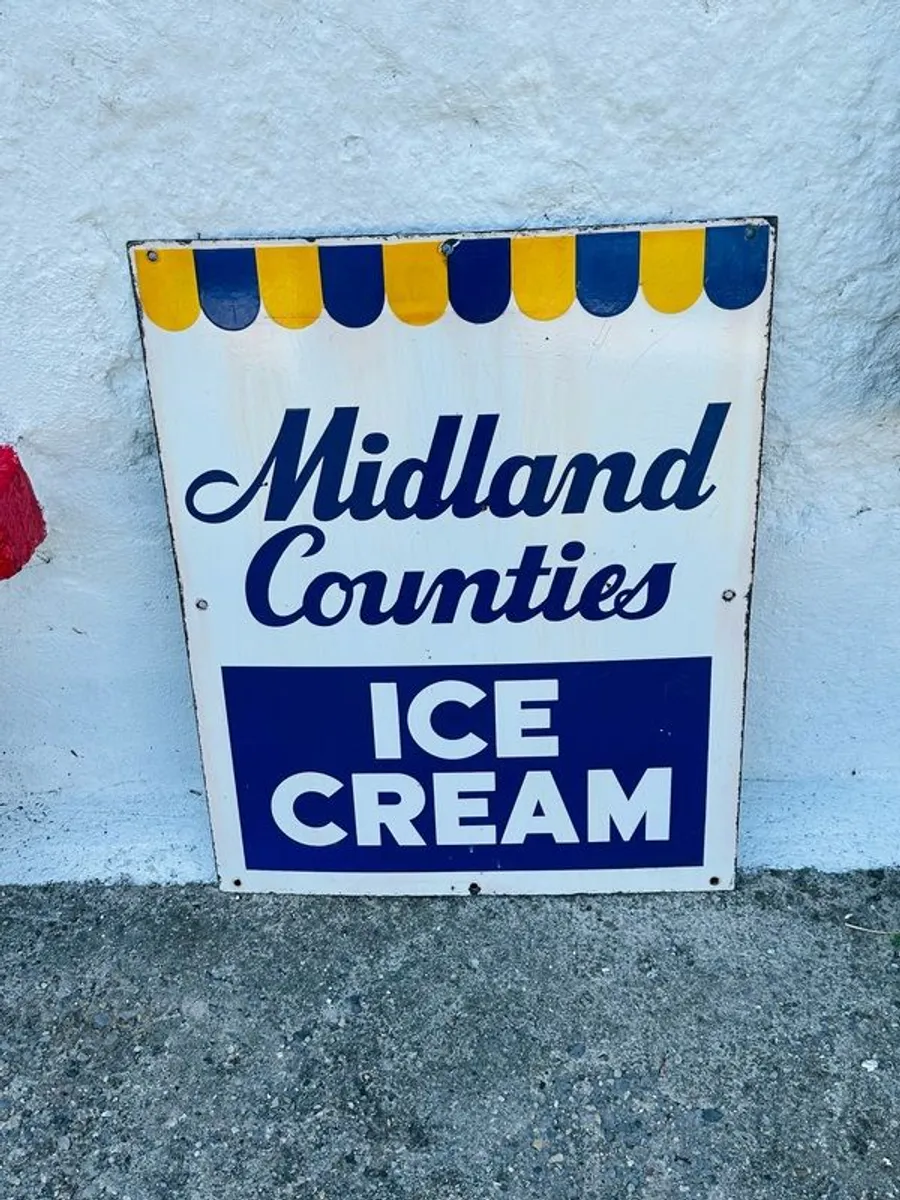 Midland
Counties
ICE
CREAM